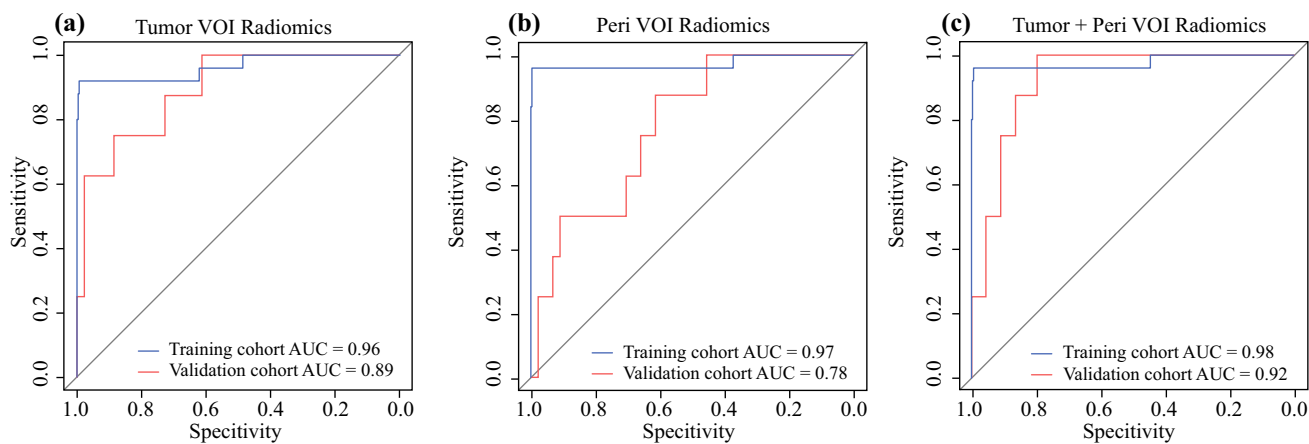 (a)
Tumor VOI Radiomics
1.0
0.8
0.6
0.4
0.2
0.0
Sensitivity
Training cohort AUC = 0.96
Validation cohort AUC = 0.89
1.0 0.8 0.6 0.4 0.2 0.0
Specitivity
(b)
Peri VOI Radiomics
1.0
0.8
0.6
0.4
0.2
0.0
Sensitivity
Training cohort AUC = 0.97
Validation cohort AUC = 0.78
1.0 0.8 0.6 0.4 0.2 0.0
Specitivity
(c)
Tumor + Peri VOI Radiomics
1.0
0.8
0.6
0.4
0.2
0.0
Sensitivity
Training cohort AUC = 0.98
Validation cohort AUC = 0.92
1.0 0.8 0.6 0.4 0.2 0.0
Specitivity